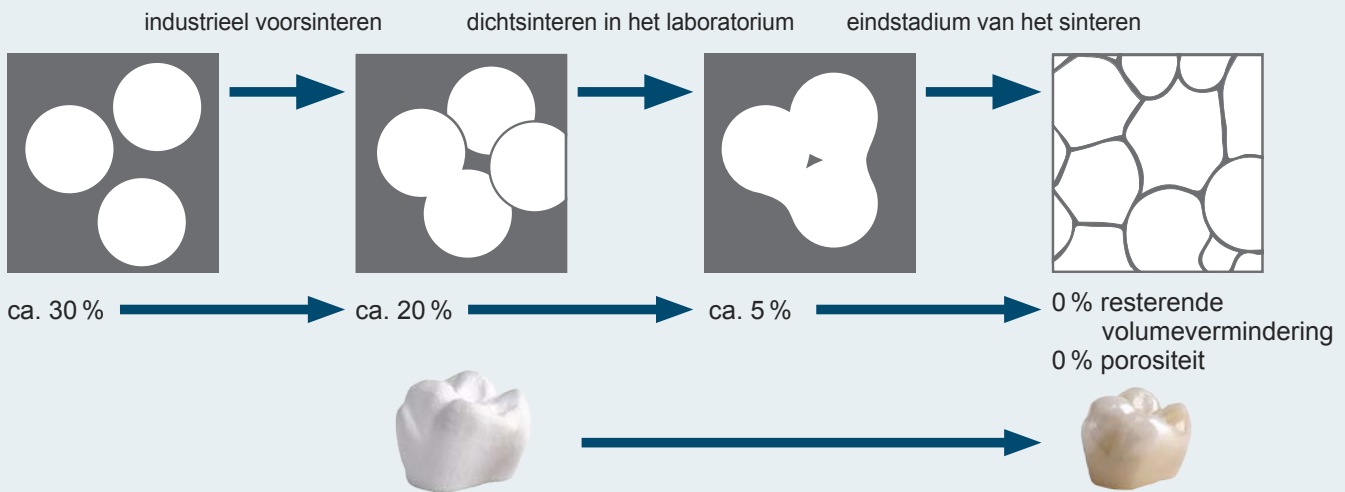 industrieel voorsinteren
dichtsinteren in het laboratorium
eindstadium van het sinteren
ca. 30 %
ca. 20 %
ca. 5 %
0 % resterende
volumevermindering
0 % porositeit